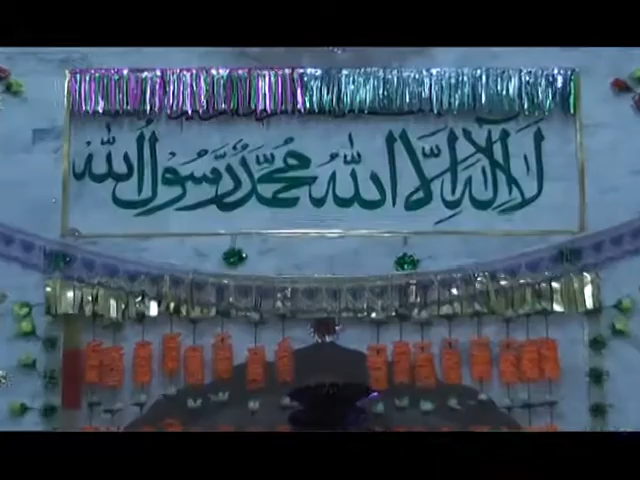 لا اله الا الله محمد رسول الله